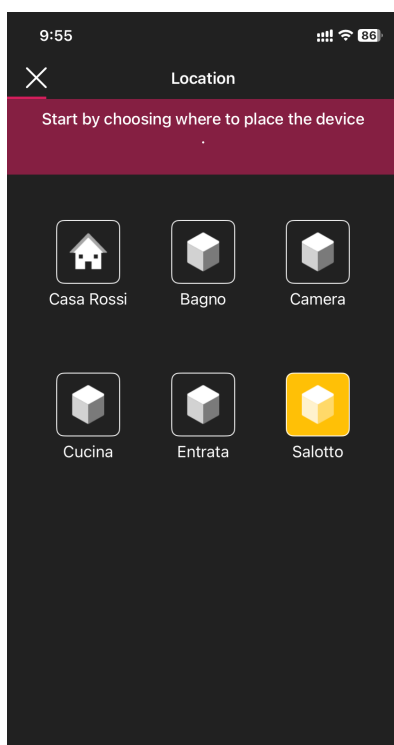 9:55
86
Location
Start by choosing where to place the device
.
Casa Rossi
Bagno
Camera
Cucina
Entrata
Salotto